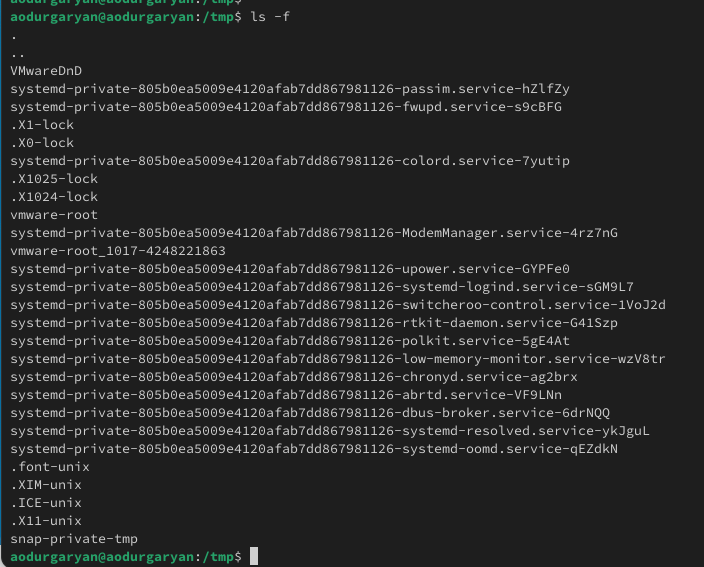 aodurgaryan@aodurgaryan:/tmp$ ls -f
.
..
VMwareDnD
systemd-private-805b0ea5009e4120afab7dd867981126-passim.service-hZlfZy
systemd-private-805b0ea5009e4120afab7dd867981126-fwupd.service-s9cBFG
.X1-lock
.X0-lock
systemd-private-805b0ea5009e4120afab7dd867981126-colord.service-7yutip
.X1025-lock
.X1024-lock
vmware-root
systemd-private-805b0ea5009e4120afab7dd867981126-ModemManager.service-4rz7nG
vmware-root_1017-4248221863
systemd-private-805b0ea5009e4120afab7dd867981126-upower.service-GYPFe0
systemd-private-805b0ea5009e4120afab7dd867981126-systemd-logind.service-sGM9L7
systemd-private-805b0ea5009e4120afab7dd867981126-switcheroo-control.service-1VoJ2d
systemd-private-805b0ea5009e4120afab7dd867981126-rtkit-daemon.service-G41Szp
systemd-private-805b0ea5009e4120afab7dd867981126-polkit.service-5gE4At
systemd-private-805b0ea5009e4120afab7dd867981126-low-memory-monitor.service-wzV8tr
systemd-private-805b0ea5009e4120afab7dd867981126-chronyd.service-ag2brx
systemd-private-805b0ea5009e4120afab7dd867981126-abrtd.service-VF9LNn
systemd-private-805b0ea5009e4120afab7dd867981126-dbus-broker.service-6drNQQ
systemd-private-805b0ea5009e4120afab7dd867981126-systemd-resolved.service-ykJguL
systemd-private-805b0ea5009e4120afab7dd867981126-systemd-oomd.service-qEZdkN
.font-unix
.XIM-unix
.ICE-unix
.X11-unix
snap-private-tmp
aodurgaryan@aodurgaryan:/tmp$